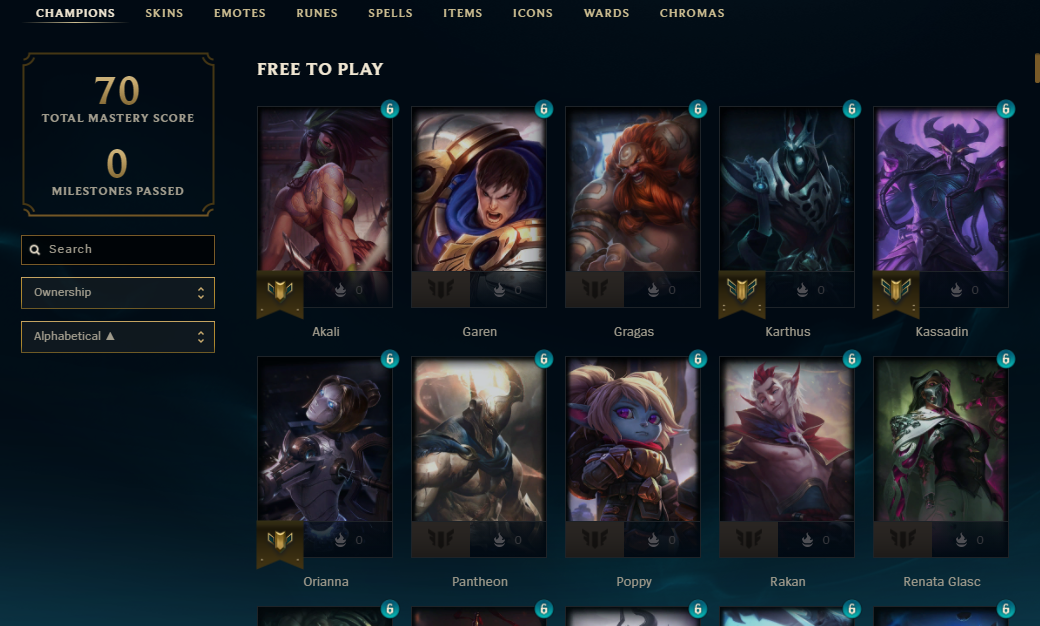 CHAMPIONS SKINS EMOTES RUNES SPELLS ITEMS ICONS WARDS CHROMAS
70
TOTAL MASTERY SCORE
0
MILESTONES PASSED
Search
Ownership
Alphabetical ▲
FREE TO PLAY
6 6 6 6 6
0 0 0 0 0
Akali Garen Gragas Karthus Kassadin
6 6 6 6 6
0 0 0 0 0
Orianna Pantheon Poppy Rakan Renata Glasc
6 6 6 6 6